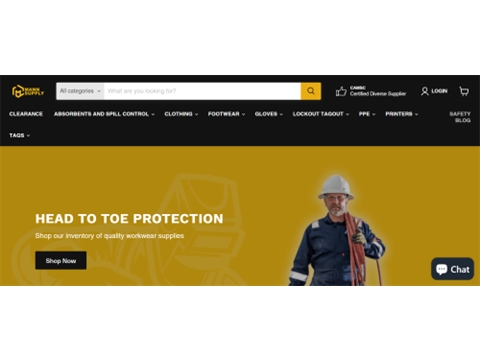 MANN
SUPPLY
All categories
What are you looking for?
CAMSC
Certified Diverse Supplier
LOGIN
CLEARANCE
ABSORBENTS AND SPILL CONTROL
CLOTHING
FOOTWEAR
GLOVES
LOCKOUT TAGOUT
PPE
PRINTERS
SAFETY
BLOG
TAGS
HEAD TO TOE PROTECTION
Shop our inventory of quality workwear supplies
Shop Now
Chat